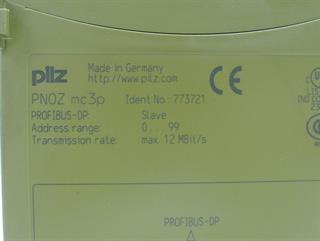 pilz
Made in Germany
http://www.pilz.com
CE
PNOZ mc3p Ident.No.: 773721
PROFIBUS-DP: Slave
Address range: 0...99
Transmission rate: max. 12 MBit/s
PROFIBUS-DP